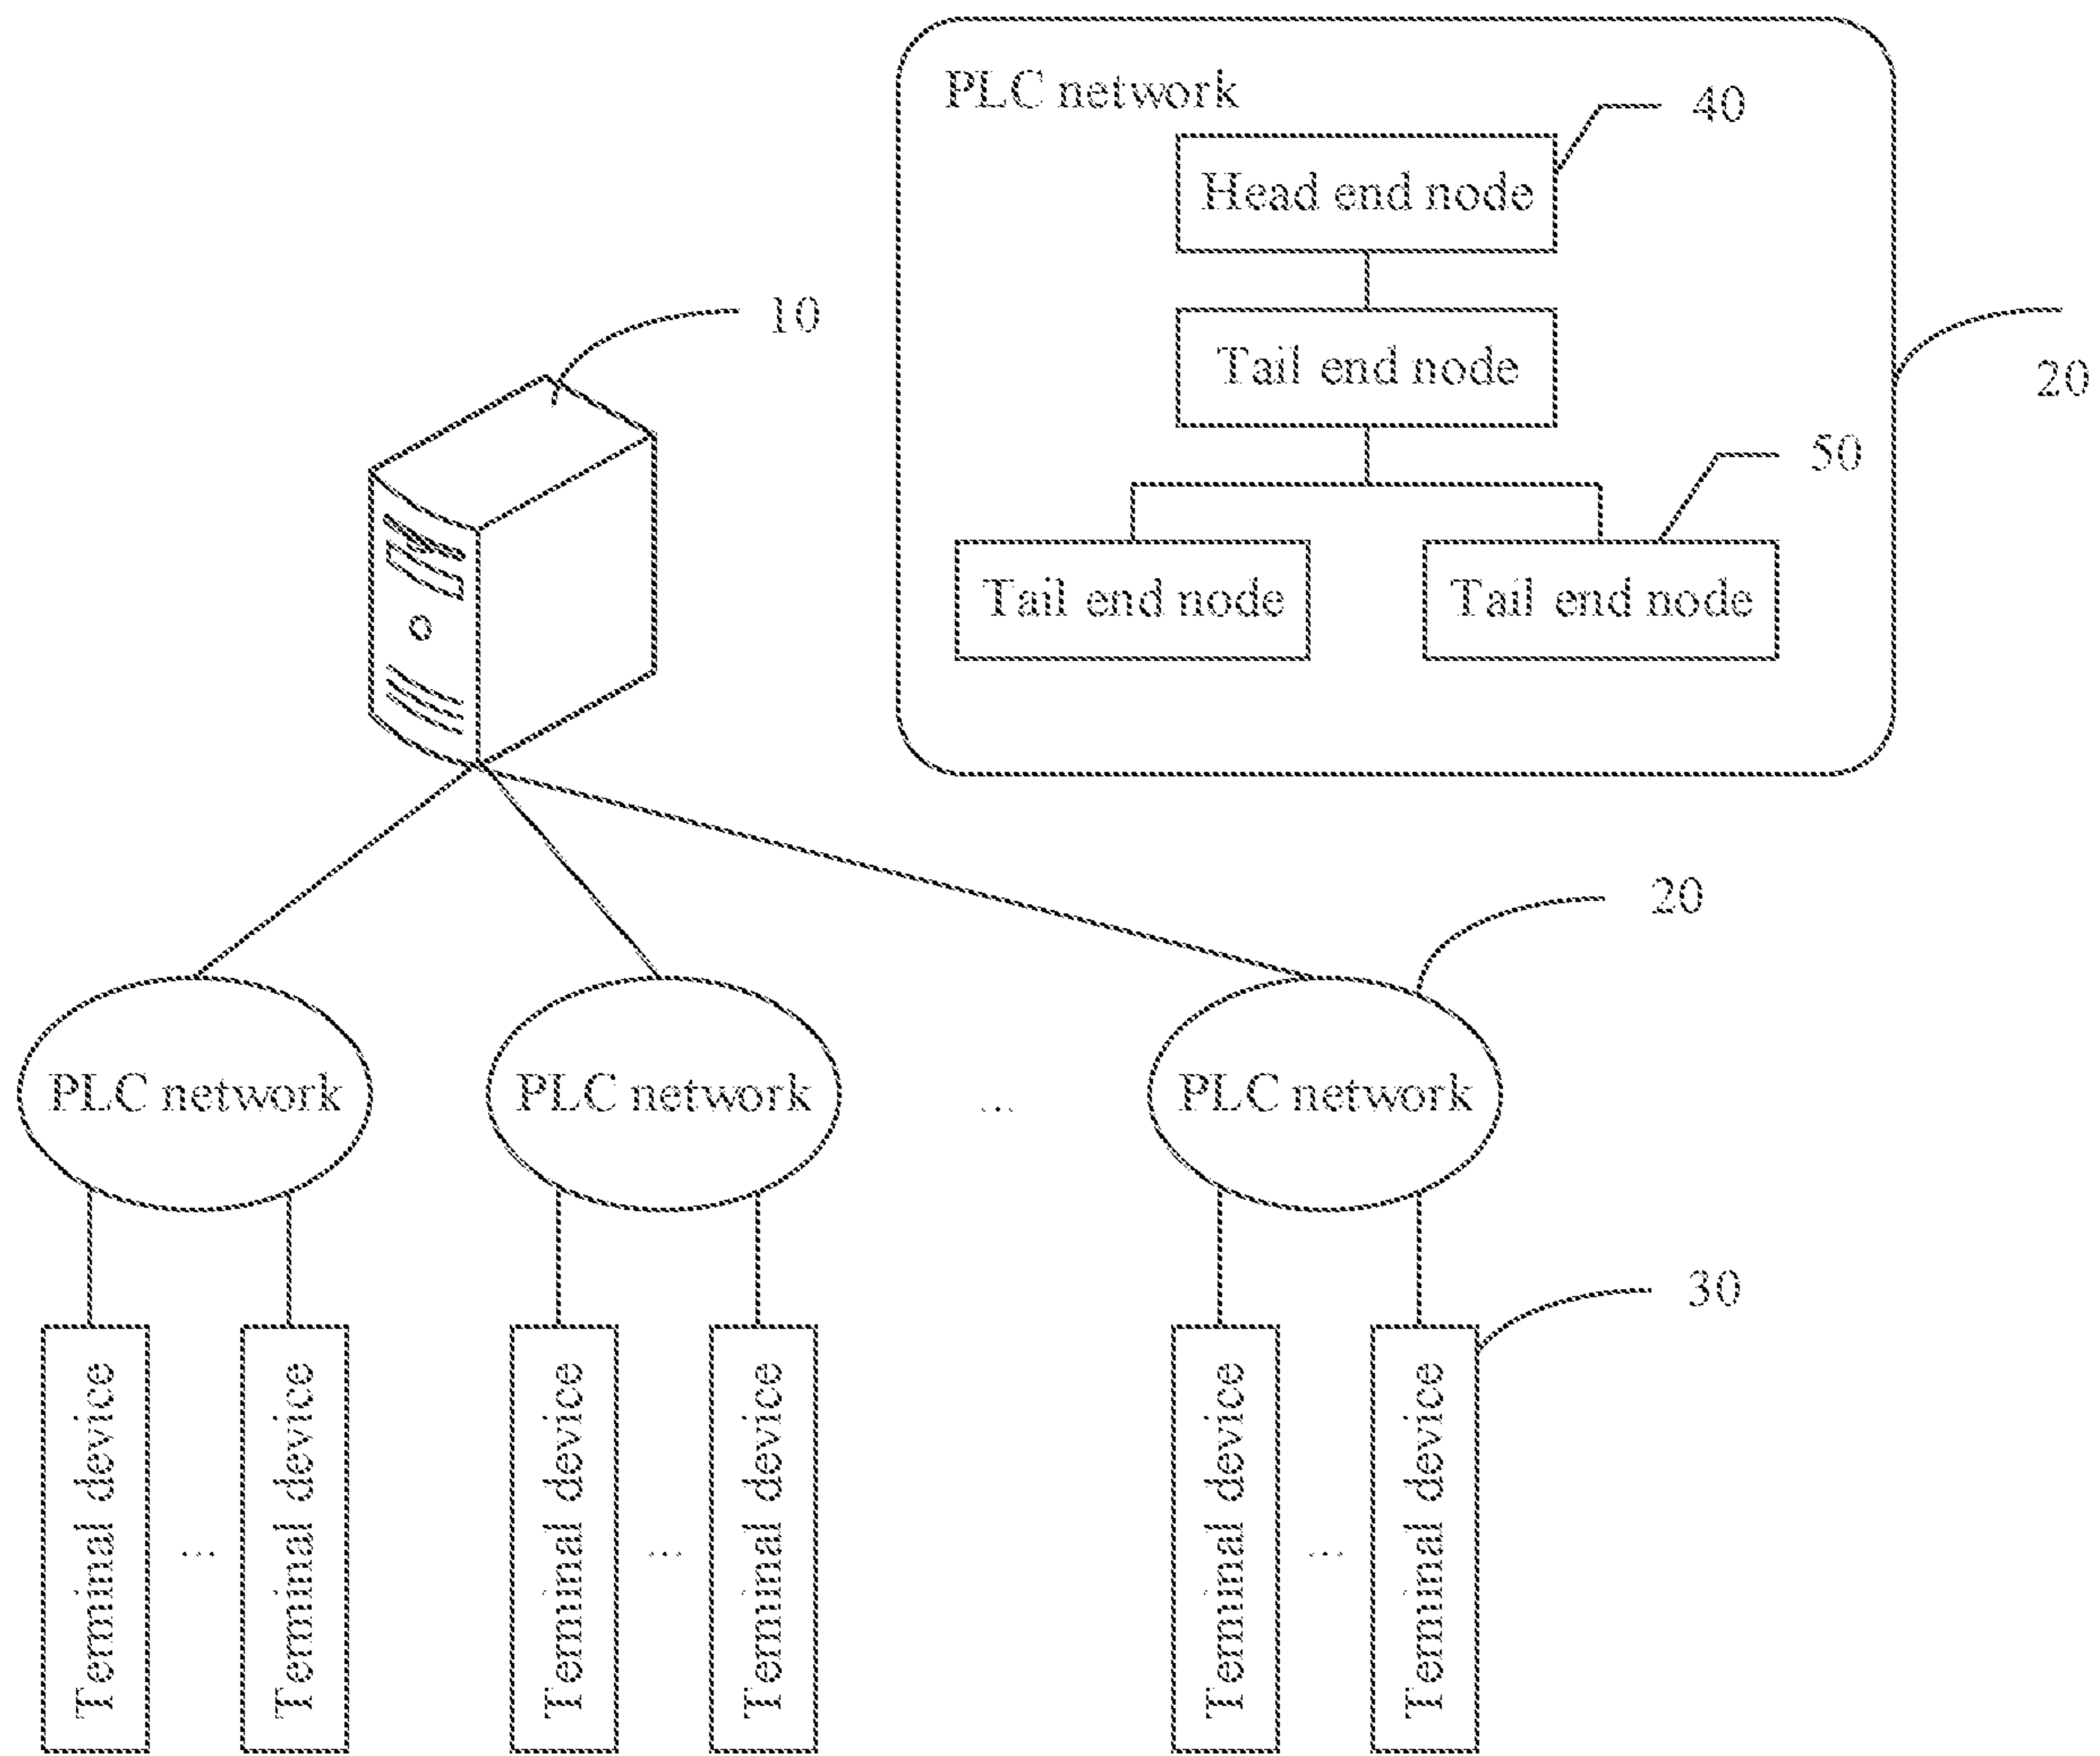 PLC network
40
Head end node
10
Tail end node
20
50
Tail end node
Tail end node
20
PLC network
PLC network
...
PLC network
30
Terminal device
...
Terminal device
Terminal device
...
Terminal device
Terminal device
...
Terminal device